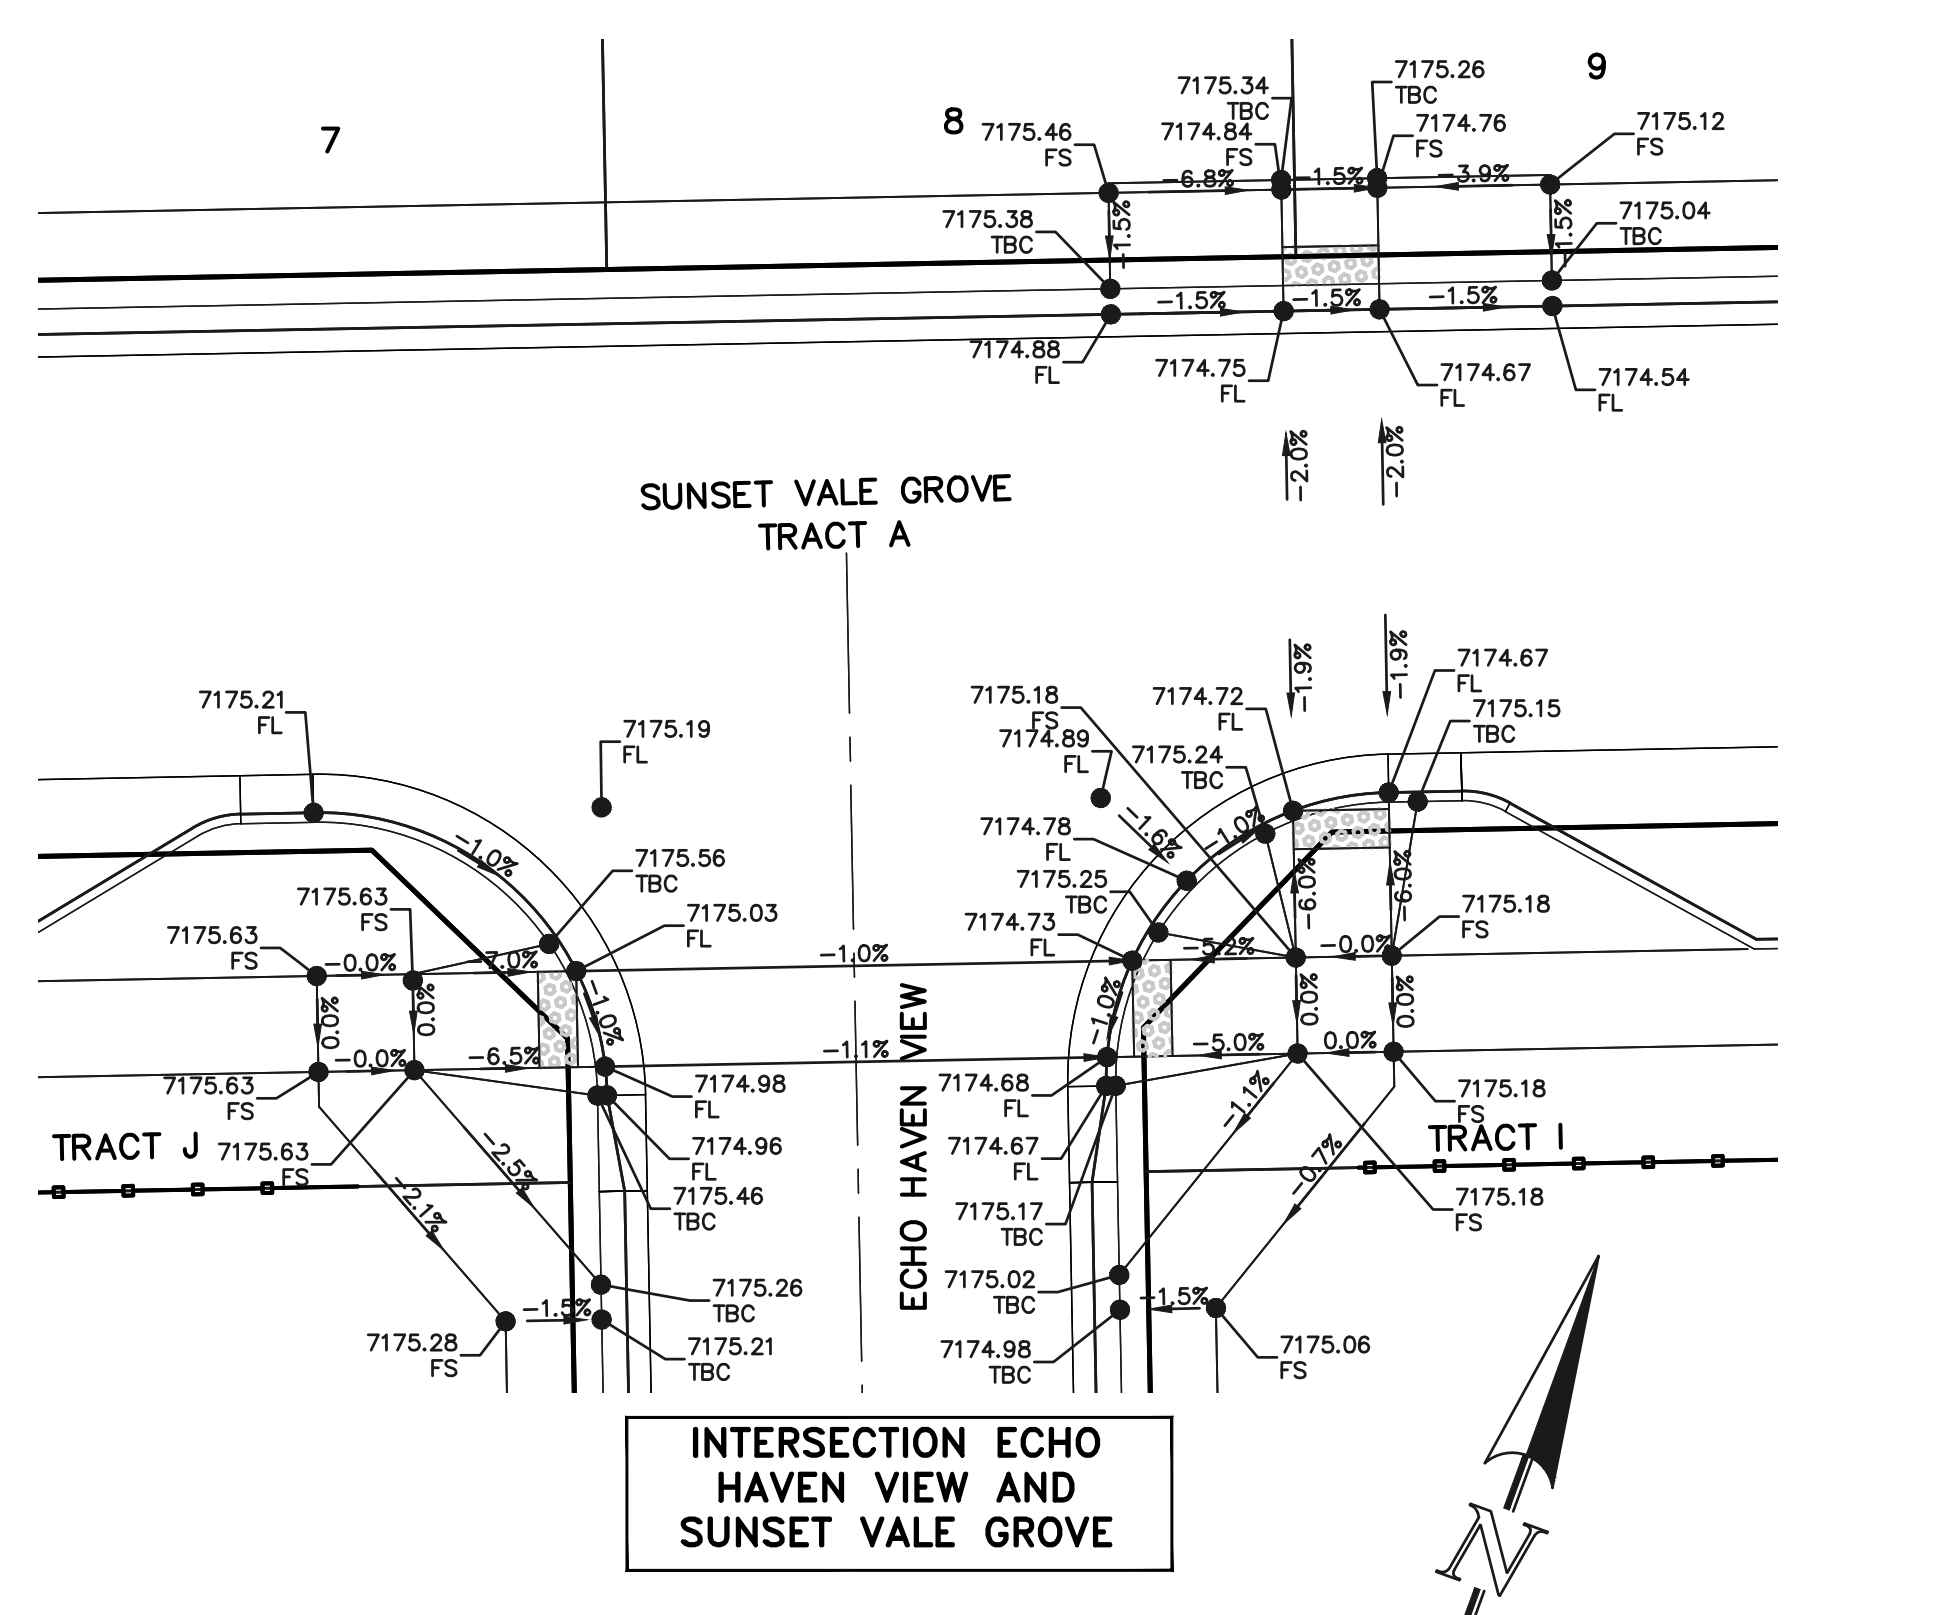 7
8
9
7175.34
TBC
7175.26
TBC
7175.46
FS
7174.84
FS
7174.76
FS
7175.12
FS
-6.8%
-1.5%
-3.9%
-1.5%
-1.5%
7175.38
TBC
7175.04
TBC
-1.5%
-1.5%
-1.5%
7174.88
FL
7174.75
FL
7174.67
FL
7174.54
FL
-2.0%
-2.0%
SUNSET VALE GROVE
TRACT A
-1.9%
-1.9%
7175.21
FL
7175.19
FL
7175.18
FS
7174.89
FL
7174.72
FL
7175.24
TBC
7174.67
FL
7175.15
TBC
-1.0%
-1.6%
-1.0%
7175.56
TBC
7174.78
FL
7175.25
TBC
-6.0%
-6.0%
7175.63
FS
7175.63
FS
7175.03
FL
7174.73
FL
7175.18
FS
-0.0%
-7.0%
-1.0%
-5.2%
-0.0%
0.0%
0.0%
-1.0%
-1.0%
0.0%
0.0%
-0.0%
-6.5%
-1.1%
-5.0%
0.0%
7175.63
FS
7174.98
FL
7174.68
FL
7175.18
FS
ECHO HAVEN VIEW
TRACT J
7175.63
FS
-2.5%
-2.1%
7174.96
FL
7175.46
TBC
7174.67
FL
7175.17
TBC
-1.1%
-0.7%
TRACT I
7175.18
FS
7175.26
TBC
7175.02
TBC
-1.5%
-1.5%
7175.28
FS
7175.21
TBC
7174.98
TBC
7175.06
FS
INTERSECTION ECHO
HAVEN VIEW AND
SUNSET VALE GROVE
N